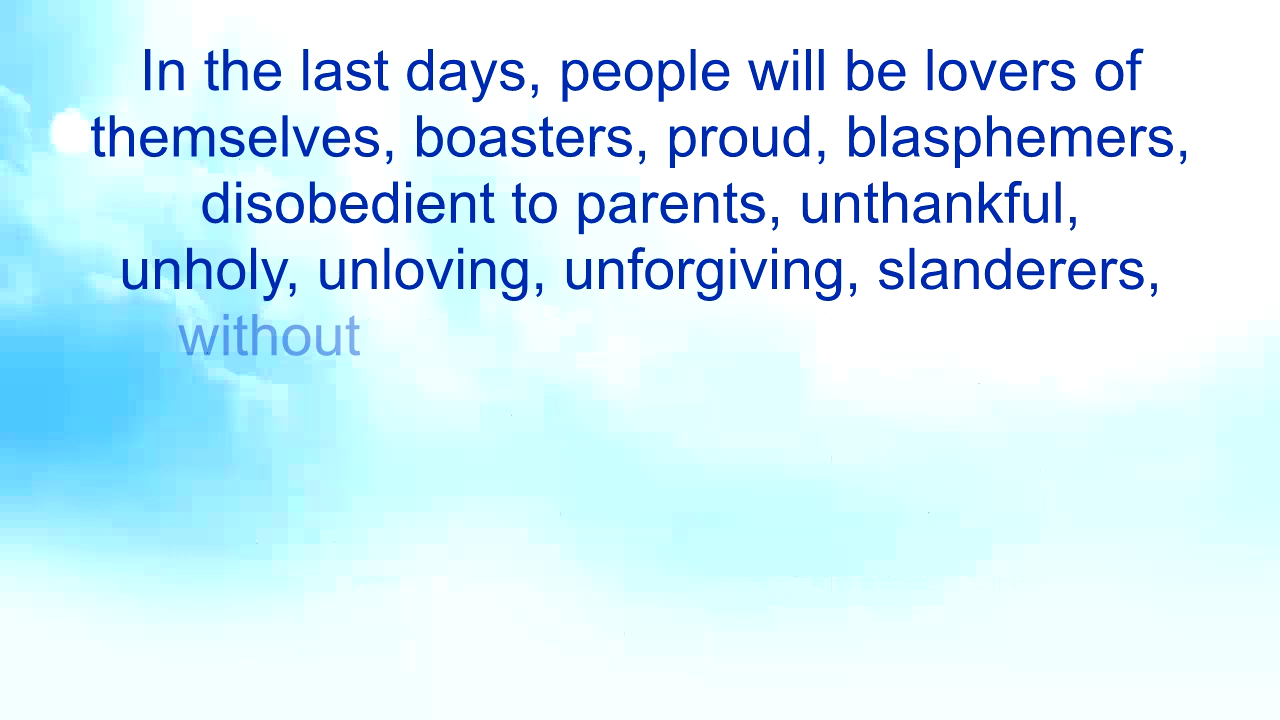 In the last days, people will be lovers of
themselves, boasters, proud, blasphemers,
disobedient to parents, unthankful,
unholy, unloving, unforgiving, slanderers,
without